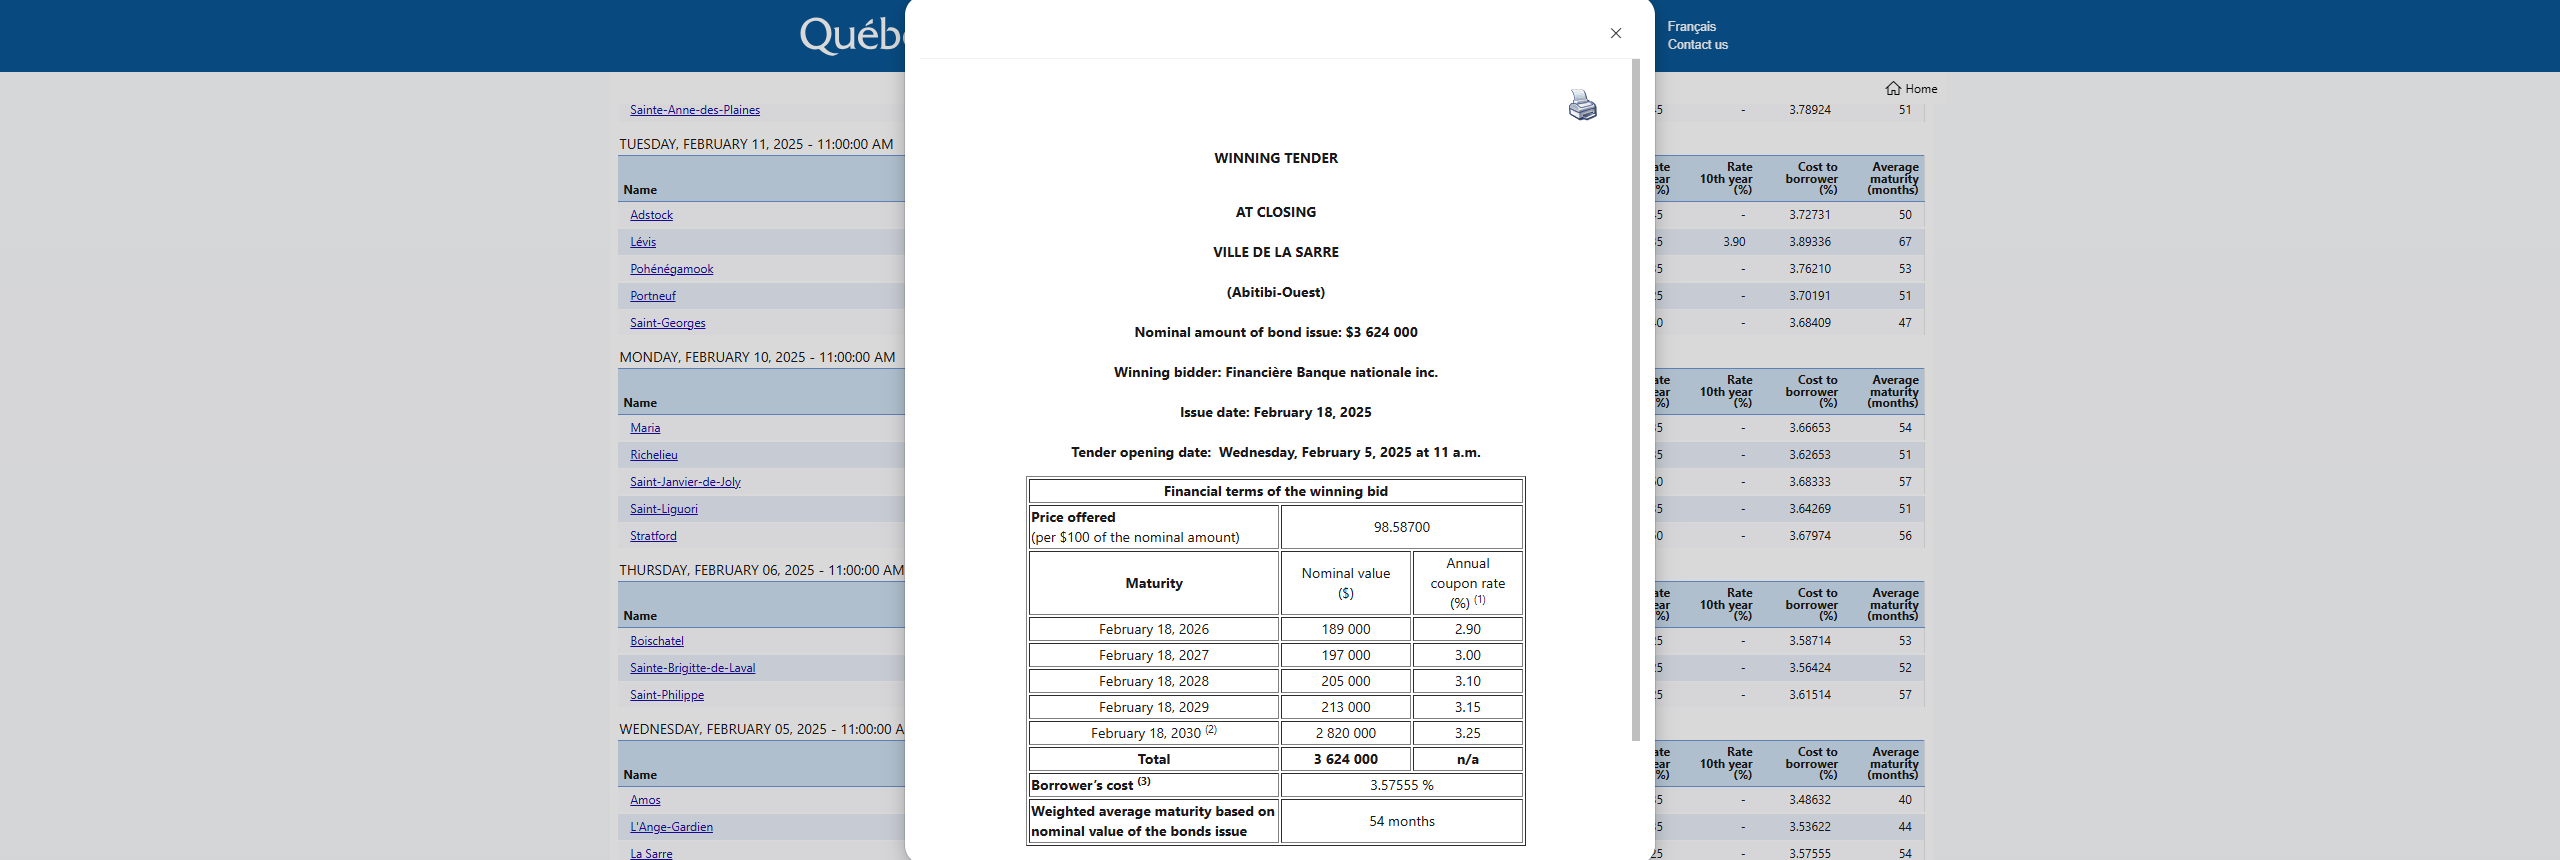 Québ
Français
Contact us
Home
Sainte-Anne-des-Plaines 5 - 3.78924 51
TUESDAY, FEBRUARY 11, 2025 - 11:00:00 AM
Name Rate 10th year (%) Cost to borrower (%) Average maturity (months)
Adstock 5 - 3.72731 50
Lévis 5 3.90 3.89336 67
Pohénégamook 5 - 3.76210 53
Portneuf 5 - 3.70191 51
Saint-Georges 0 - 3.68409 47
MONDAY, FEBRUARY 10, 2025 - 11:00:00 AM
Name Rate 10th year (%) Cost to borrower (%) Average maturity (months)
Maria 5 - 3.66653 54
Richelieu 5 - 3.62653 51
Saint-Janvier-de-Joly 0 - 3.68333 57
Saint-Liguori 5 - 3.64269 51
Stratford 0 - 3.67974 56
THURSDAY, FEBRUARY 06, 2025 - 11:00:00 AM
Name Rate 10th year (%) Cost to borrower (%) Average maturity (months)
Boischatel 5 - 3.58714 53
Sainte-Brigitte-de-Laval 5 - 3.56424 52
Saint-Philippe 5 - 3.61514 57
WEDNESDAY, FEBRUARY 05, 2025 - 11:00:00 A
Name Rate 10th year (%) Cost to borrower (%) Average maturity (months)
Amos 5 - 3.48632 40
L'Ange-Gardien 5 - 3.53622 44
La Sarre 25 - 3.57555 54
WINNING TENDER
AT CLOSING
VILLE DE LA SARRE
(Abitibi-Ouest)
Nominal amount of bond issue: $3 624 000
Winning bidder: Financière Banque nationale inc.
Issue date: February 18, 2025
Tender opening date: Wednesday, February 5, 2025 at 11 a.m.
Financial terms of the winning bid
Price offered
(per $100 of the nominal amount) 98.58700
Maturity Nominal value ($) Annual coupon rate (%) (1)
February 18, 2026 189 000 2.90
February 18, 2027 197 000 3.00
February 18, 2028 205 000 3.10
February 18, 2029 213 000 3.15
February 18, 2030 (2) 2 820 000 3.25
Total 3 624 000 n/a
Borrower’s cost (3) 3.57555 %
Weighted average maturity based on
nominal value of the bonds issue 54 months